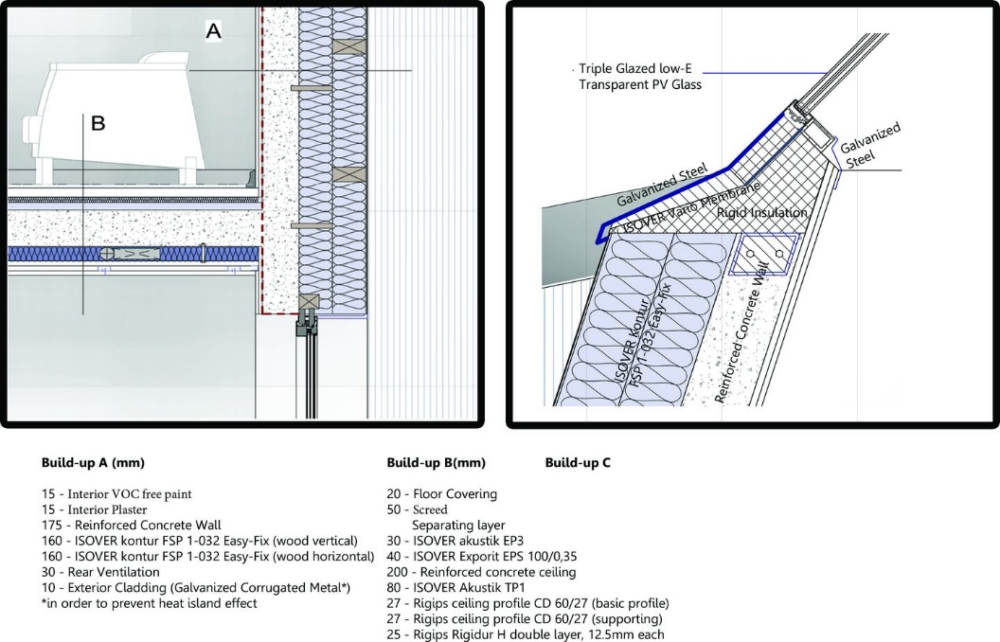 A
B
Triple Glazed low-E
Transparent PV Glass
Galvanized
Steel
Galvanized Steel
ISOVER Vario Membrane
Rigid Insulation
ISOVER kontur
FSP 1-032 Easy-Fix
Reinforced Concrete Wall
Build-up A (mm)
15 - Interior VOC free paint
15 - Interior Plaster
175 - Reinforced Concrete Wall
160 - ISOVER kontur FSP 1-032 Easy-Fix (wood vertical)
160 - ISOVER kontur FSP 1-032 Easy-Fix (wood horizontal)
30 - Rear Ventilation
10 - Exterior Cladding (Galvanized Corrugated Metal*)
*in order to prevent heat island effect
Build-up B(mm)
20 - Floor Covering
50 - Screed
Separating layer
30 - ISOVER akustik EP3
40 - ISOVER Exporit EPS 100/0,35
200 - Reinforced concrete ceiling
80 - ISOVER Akustik TP1
27 - Rigips ceiling profile CD 60/27 (basic profile)
27 - Rigips ceiling profile CD 60/27 (supporting)
25 - Rigips Rigidur H double layer, 12.5mm each
Build-up C